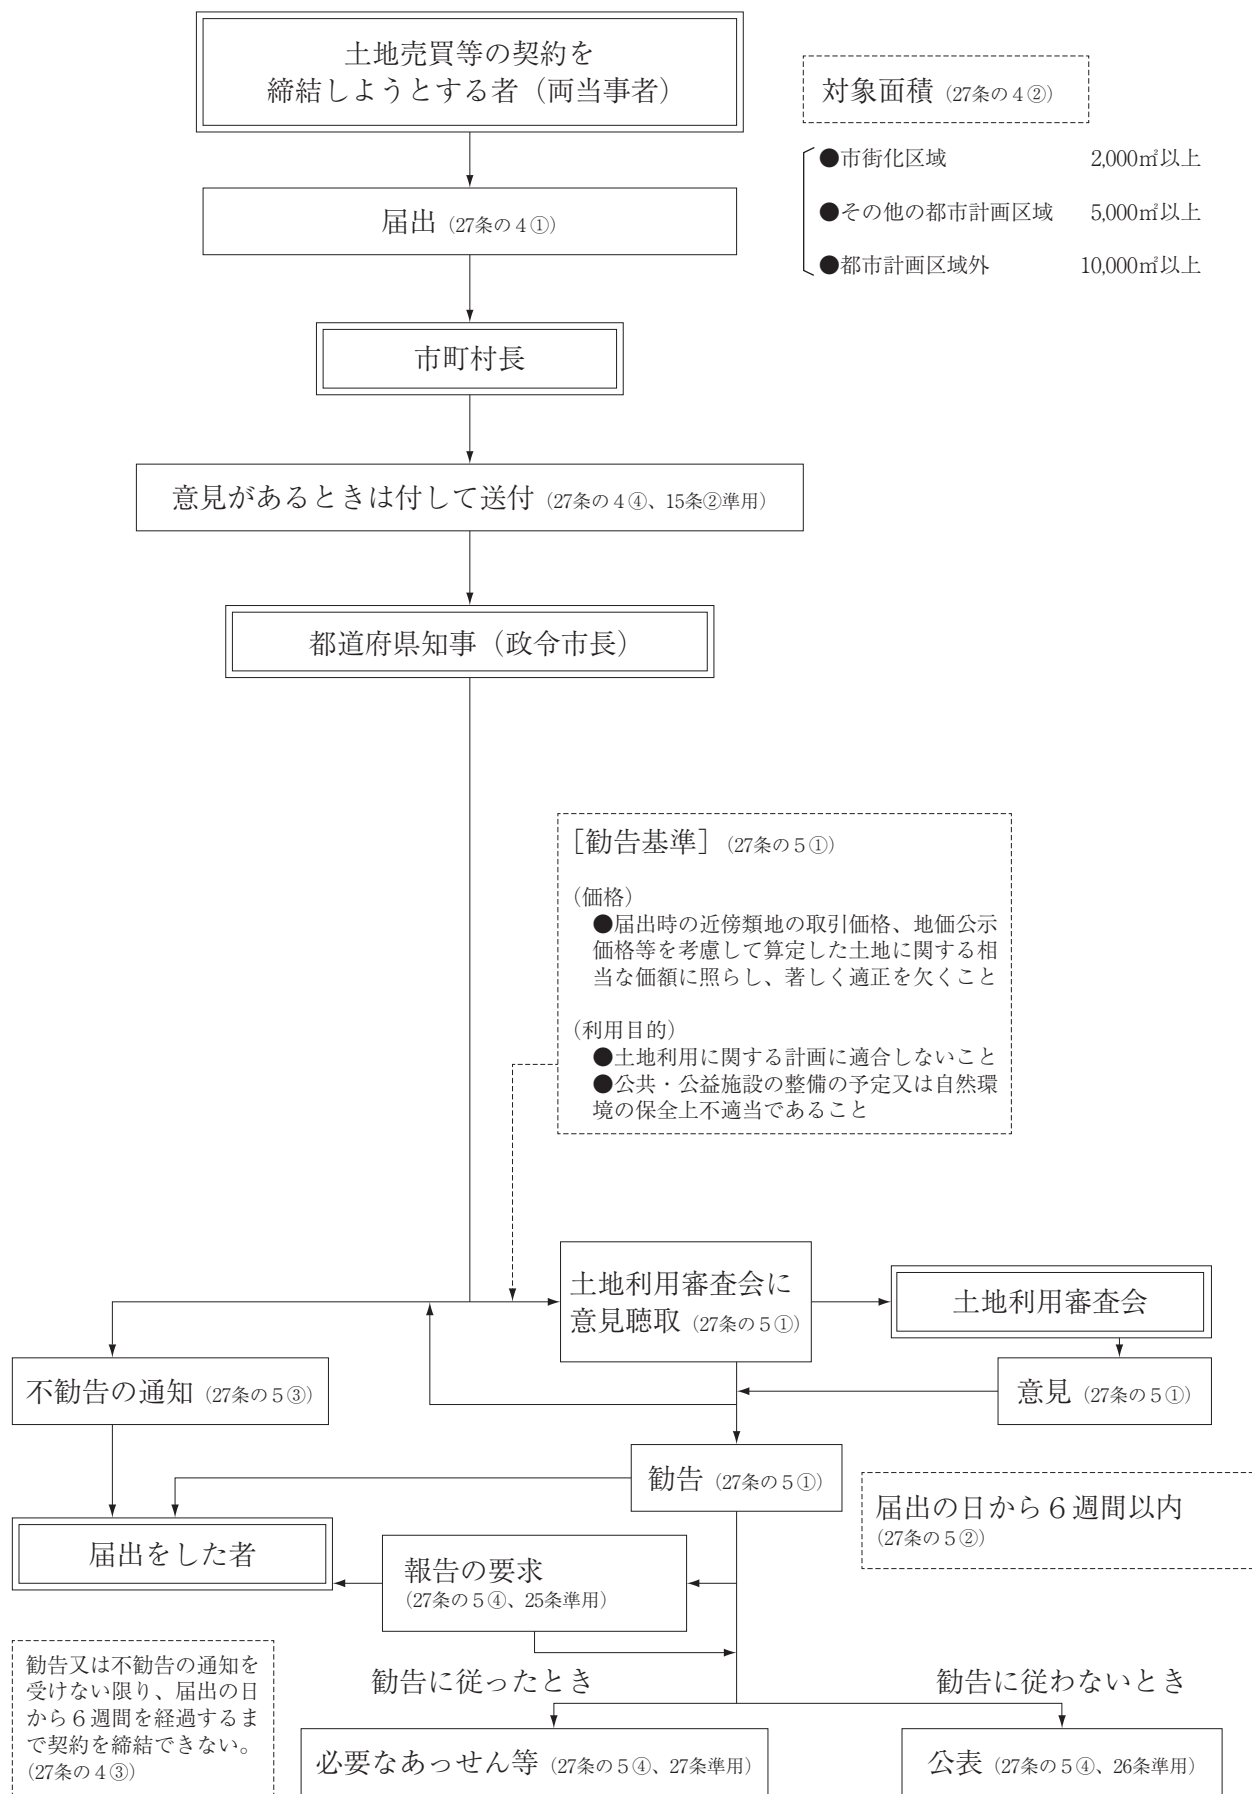 土地売買等の契約を
締結しようとする者(両当事者)
対象面積(27条の4②)
●市街化区域 2,000㎡以上
●その他の都市計画区域 5,000㎡以上
●都市計画区域外 10,000㎡以上
届出(27条の4①)
市町村長
意見があるときは付して送付(27条の4④、15条②準用)
都道府県知事(政令市長)
[勧告基準](27条の5①)
(価格)
●届出時の近傍類地の取引価格、地価公示
価格等を考慮して算定した土地に関する相
当な価額に照らし、著しく適正を欠くこと
(利用目的)
●土地利用に関する計画に適合しないこと
●公共・公益施設の整備の予定又は自然環
境の保全上不適当であること
土地利用審査会に
意見聴取(27条の5①)
土地利用審査会
不勧告の通知(27条の5③)
意見(27条の5①)
勧告(27条の5①)
届出の日から6週間以内
(27条の5②)
届出をした者
報告の要求
(27条の5④、25条準用)
勧告又は不勧告の通知を
受けない限り、届出の日
から6週間を経過するま
で契約を締結できない。
(27条の4③)
勧告に従ったとき
勧告に従わないとき
必要なあっせん等(27条の5④、27条準用)
公表(27条の5④、26条準用)